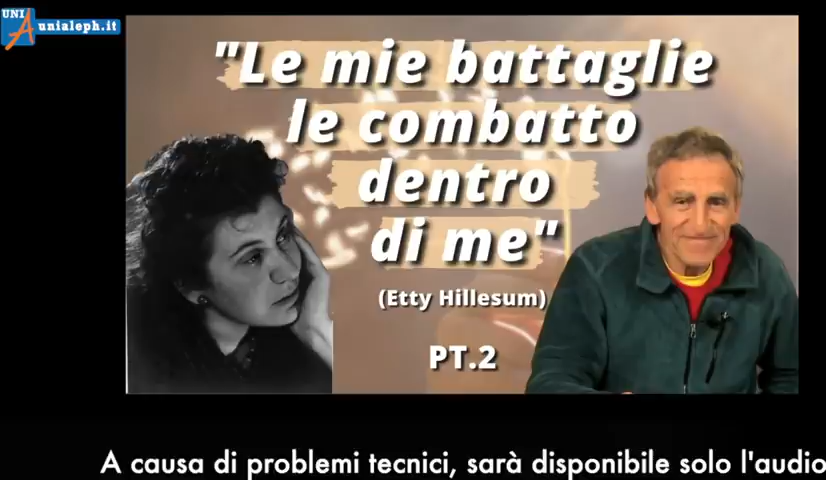 UNI
A unialeph.it
"Le mie battaglie
le combatto
dentro
di me"
(Etty Hillesum)
PT.2
A causa di problemi tecnici, sarà disponibile solo l'audio